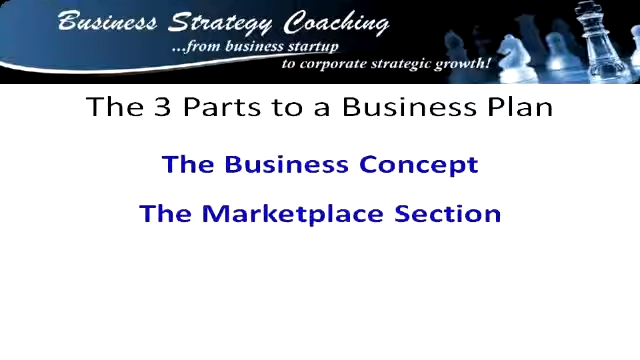 Business Strategy Coaching
...from business startup
to corporate strategic growth!
The 3 Parts to a Business Plan
The Business Concept
The Marketplace Section